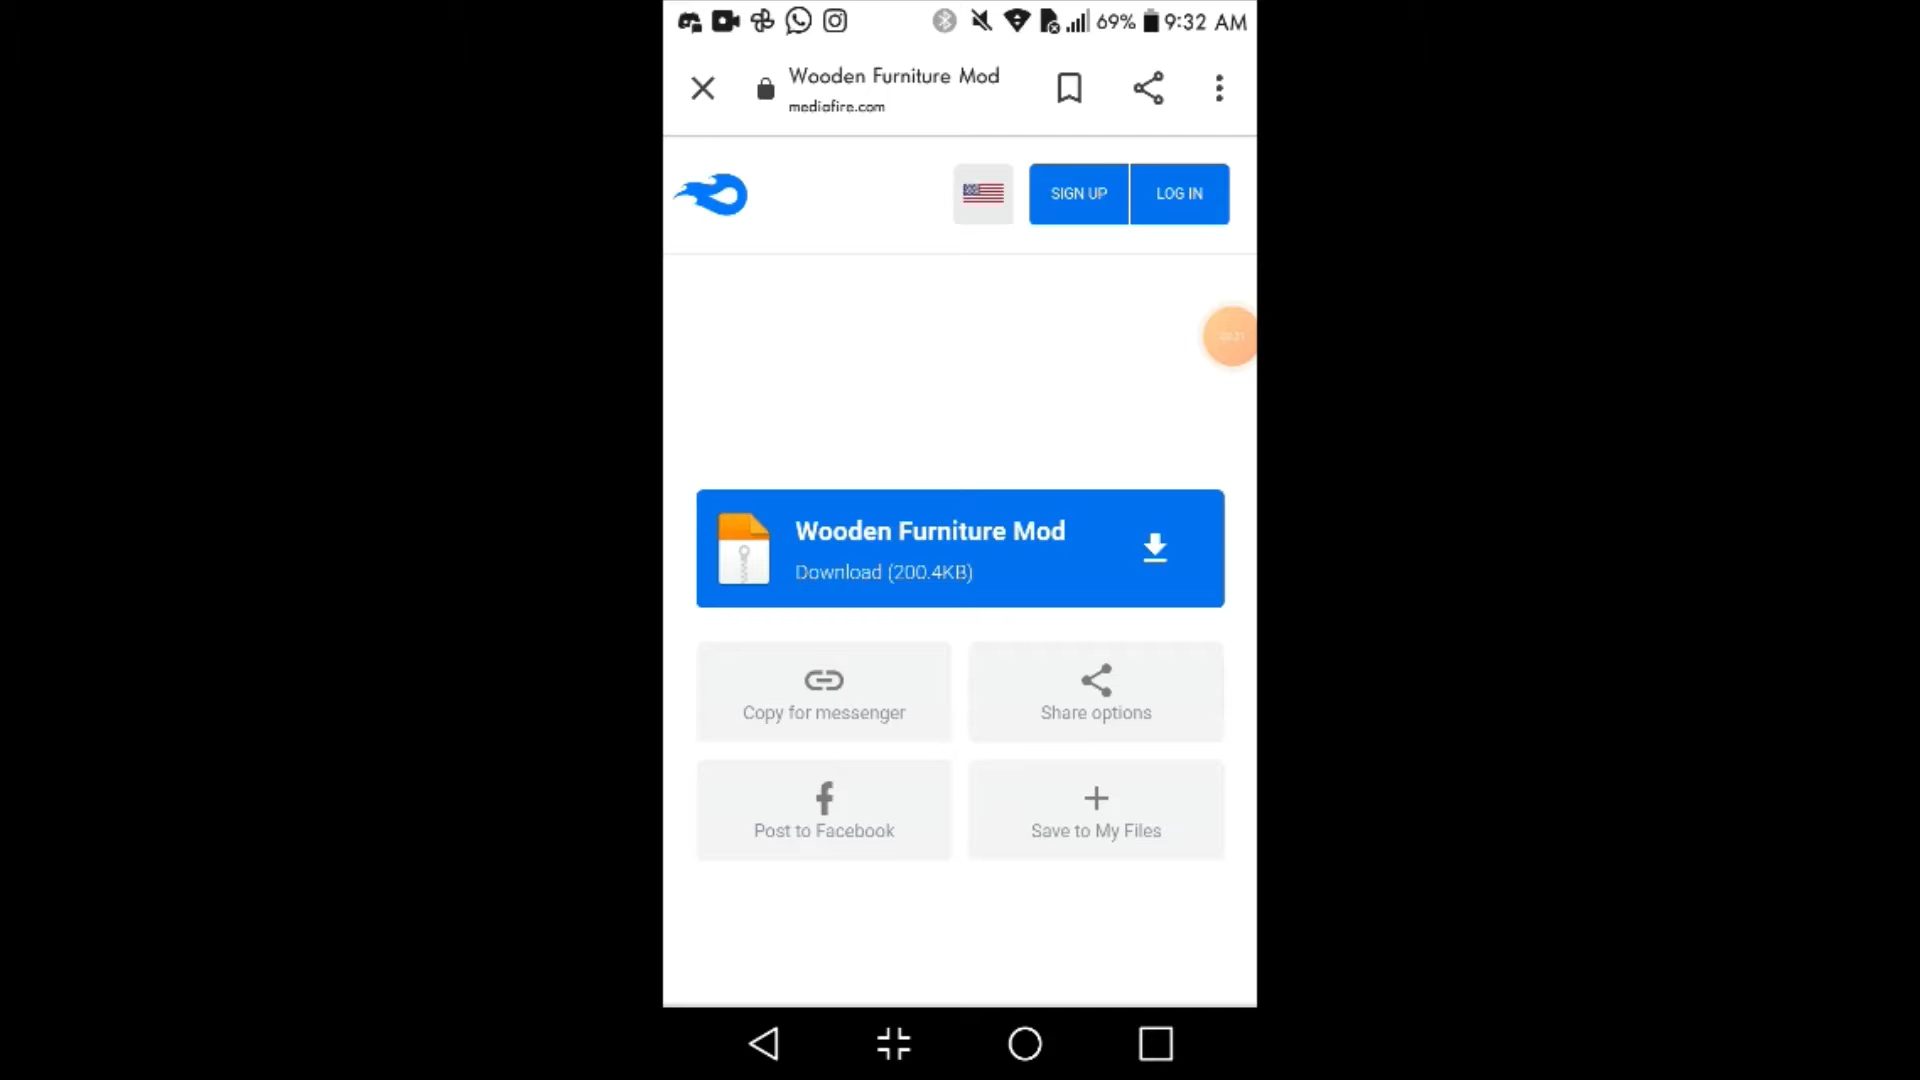 69% 9:32 AM
Wooden Furniture Mod
mediafire.com
SIGN UP LOG IN
Wooden Furniture Mod
Download (200.4KB)
Copy for messenger Share options
Post to Facebook Save to My Files